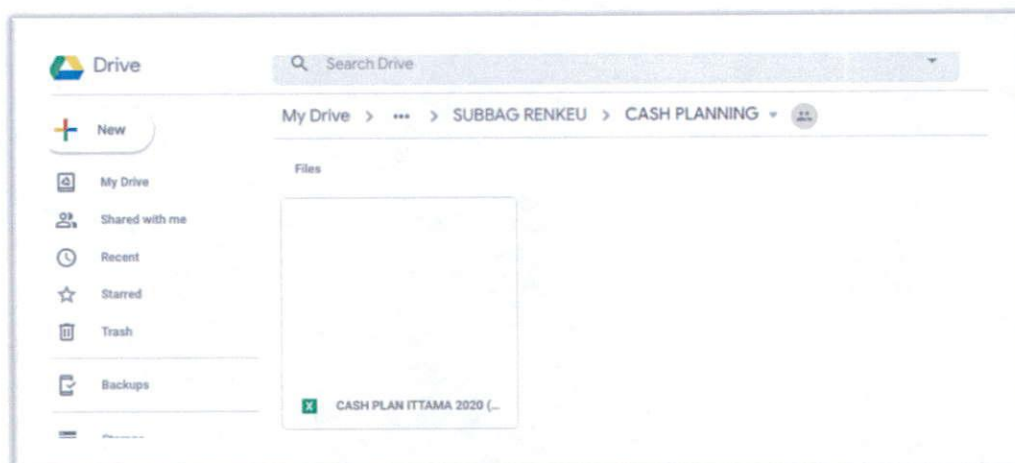 Drive
Search Drive
New
My Drive > ••• > SUBBAG RENKEU > CASH PLANNING
Files
My Drive
Shared with me
Recent
Starred
Trash
Backups
CASH PLAN ITTAMA 2020 (...